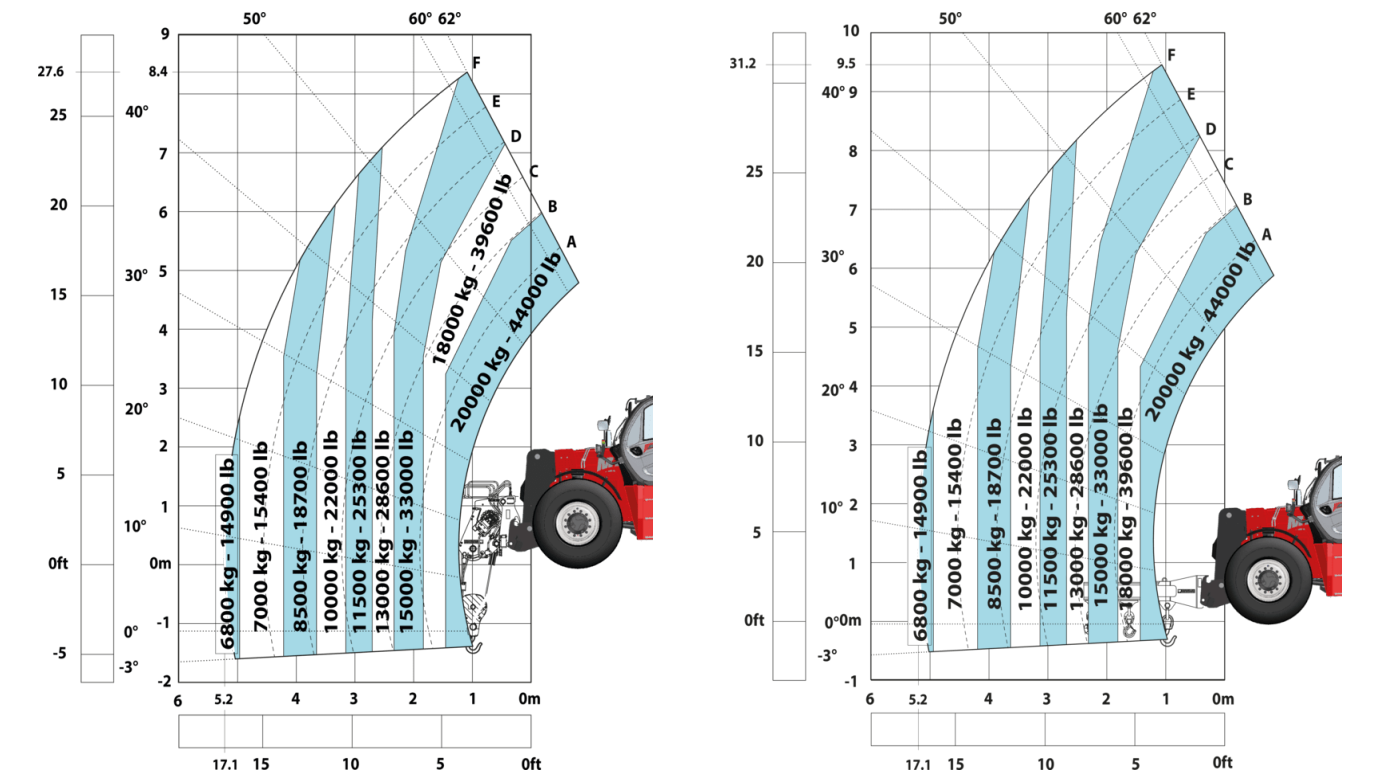 50° 60° 62°
9
27.6 8.4 F
25 40° E
D
7
C
20 6 B
A
30° 5
15
4
18000 kg - 39600 lb
20000 kg - 44000 lb
10 3
20°
2
5
1
10°
0ft 0m
6800 kg - 14900 lb
7000 kg - 15400 lb
8500 kg - 18700 lb
10000 kg - 22000 lb
11500 kg - 25300 lb
13000 kg - 28600 lb
15000 kg - 33000 lb
-1
0°
-5 -3°
-2
6 5.2 4 3 2 1 0m
17.1 15 10 5 0ft
50° 60° 62°
10
31.2 9.5 F
40° 9 E
D
8
25 C
7 B
A
20 30° 6
5
15
20° 4
20000 kg - 44000 lb
10 3
10° 2
5
1
0ft 0° 0m
6800 kg - 14900 lb
7000 kg - 15400 lb
8500 kg - 18700 lb
10000 kg - 22000 lb
11500 kg - 25300 lb
13000 kg - 28600 lb
15000 kg - 33000 lb
18000 kg - 39600 lb
-3°
-1
6 5.2 4 3 2 1 0m
17.1 15 10 5 0ft